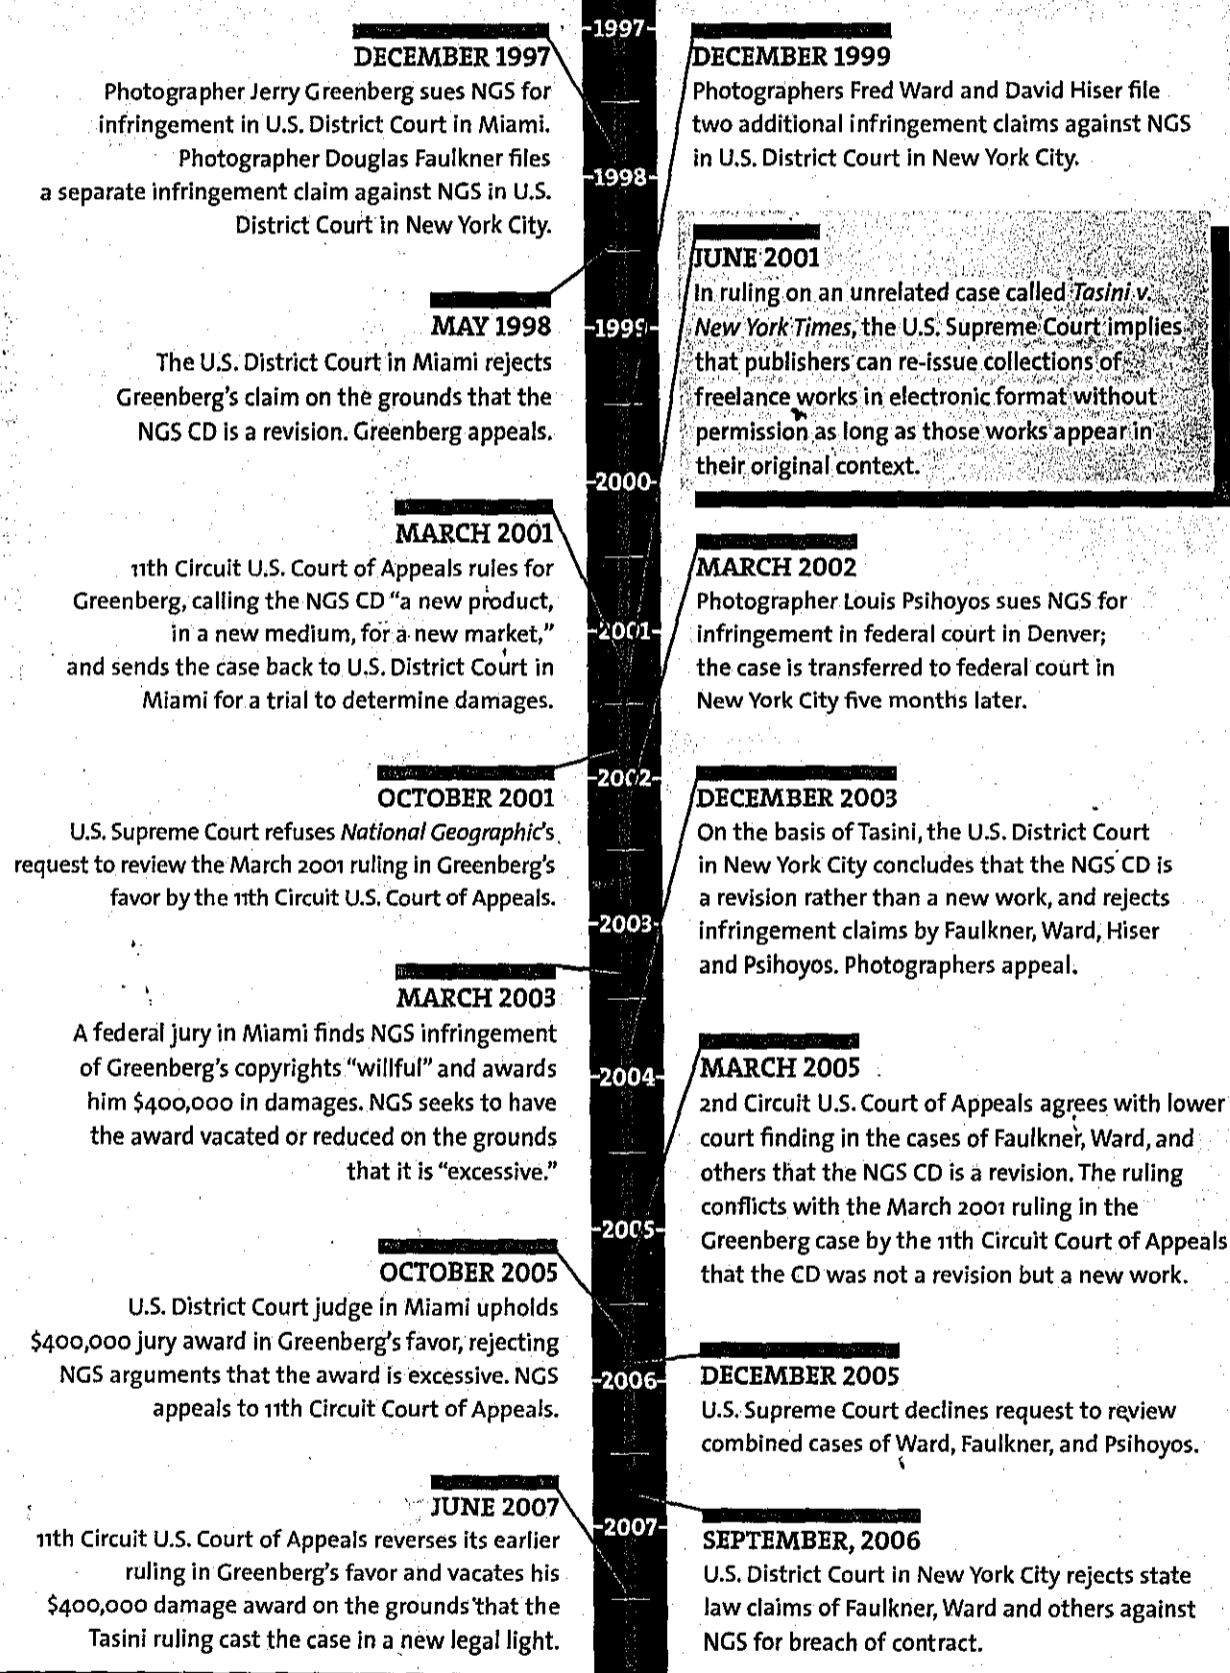 DECEMBER 1997
Photographer Jerry Greenberg sues NGS for
infringement in U.S. District Court in Miami.
Photographer Douglas Faulkner files
a separate infringement claim against NGS in U.S.
District Court in New York City.
MAY 1998
The U.S. District Court in Miami rejects
Greenberg's claim on the grounds that the
NGS CD is a revision. Greenberg appeals.
MARCH 2001
11th Circuit U.S. Court of Appeals rules for
Greenberg, calling the NGS CD "a new product,
in a new medium, for a new market,"
and sends the case back to U.S. District Court in
Miami for a trial to determine damages.
OCTOBER 2001
U.S. Supreme Court refuses National Geographic's
request to review the March 2001 ruling in Greenberg's
favor by the 11th Circuit U.S. Court of Appeals.
MARCH 2003
A federal jury in Miami finds NGS infringement
of Greenberg's copyrights "willful" and awards
him $400,000 in damages. NGS seeks to have
the award vacated or reduced on the grounds
that it is "excessive."
OCTOBER 2005
U.S. District Court judge in Miami upholds
$400,000 jury award in Greenberg's favor, rejecting
NGS arguments that the award is excessive. NGS
appeals to 11th Circuit Court of Appeals.
JUNE 2007
11th Circuit U.S. Court of Appeals reverses its earlier
ruling in Greenberg's favor and vacates his
$400,000 damage award on the grounds that the
Tasini ruling cast the case in a new legal light.
-1997-
-1998-
-1999-
-2000-
-2001-
-2002-
-2003-
-2004-
-2005-
-2006-
-2007-
DECEMBER 1999
Photographers Fred Ward and David Hiser file
two additional infringement claims against NGS
in U.S. District Court in New York City.
JUNE 2001
In ruling on an unrelated case called Tasini v.
New York Times, the U.S. Supreme Court implies
that publishers can re-issue collections of
freelance works in electronic format without
permission as long as those works appear in
their original context.
MARCH 2002
Photographer Louis Psihoyos sues NGS for
infringement in federal court in Denver;
the case is transferred to federal court in
New York City five months later.
DECEMBER 2003
On the basis of Tasini, the U.S. District Court
in New York City concludes that the NGS CD is
a revision rather than a new work, and rejects
infringement claims by Faulkner, Ward, Hiser
and Psihoyos. Photographers appeal.
MARCH 2005
2nd Circuit U.S. Court of Appeals agrees with lower
court finding in the cases of Faulkner, Ward, and
others that the NGS CD is a revision. The ruling
conflicts with the March 2001 ruling in the
Greenberg case by the 11th Circuit Court of Appeals
that the CD was not a revision but a new work.
DECEMBER 2005
U.S. Supreme Court declines request to review
combined cases of Ward, Faulkner, and Psihoyos.
SEPTEMBER, 2006
U.S. District Court in New York City rejects state
law claims of Faulkner, Ward and others against
NGS for breach of contract.